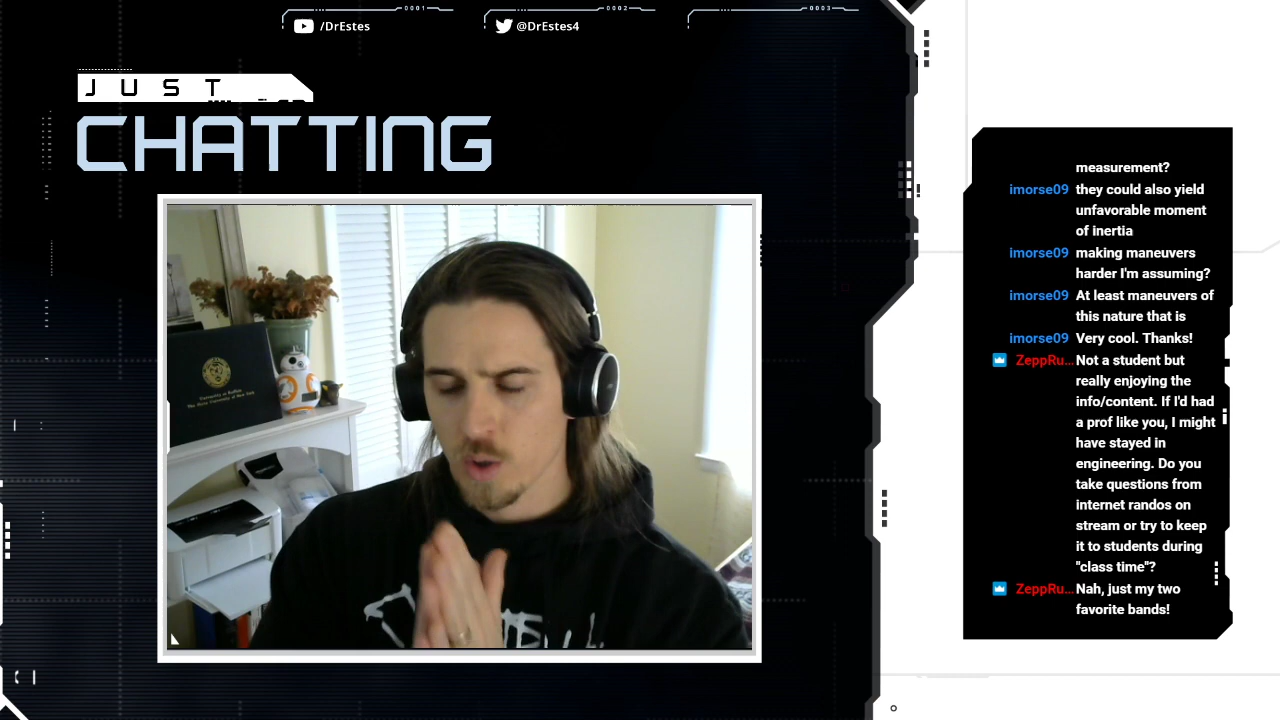 0001
0002
0003
/DrEstes
@DrEstes4
JUST
CHATTING
measurement?
imorse09 they could also yield
unfavorable moment
of inertia
imorse09 making maneuvers
harder I'm assuming?
imorse09 At least maneuvers of
this nature that is
imorse09 Very cool. Thanks!
ZeppRu... Not a student but
really enjoying the
info/content. If I'd had
a prof like you, I might
have stayed in
engineering. Do you
take questions from
internet randos on
stream or try to keep
it to students during
"class time"?
ZeppRu... Nah, just my two
favorite bands!